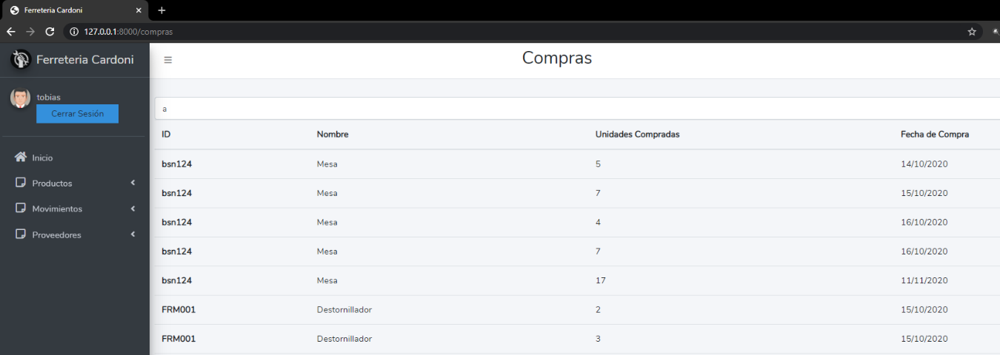 Ferreteria Cardoni
127.0.0.1:8000/compras
Ferreteria Cardoni
Compras
tobias
Cerrar Sesión
Inicio
Productos
Movimientos
Proveedores
a
ID Nombre Unidades Compradas Fecha de Compra
bsn124 Mesa 5 14/10/2020
bsn124 Mesa 7 15/10/2020
bsn124 Mesa 4 16/10/2020
bsn124 Mesa 7 16/10/2020
bsn124 Mesa 17 11/11/2020
FRM001 Destornillador 2 15/10/2020
FRM001 Destornillador 3 15/10/2020